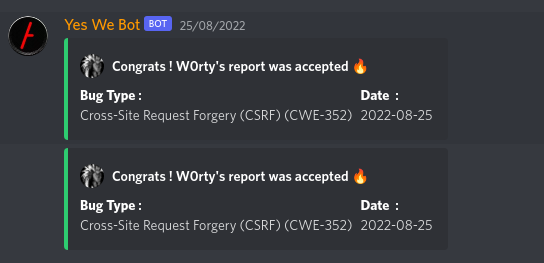 Yes We Bot BOT 25/08/2022
Congrats ! W0rty's report was accepted 🔥
Bug Type : Date :
Cross-Site Request Forgery (CSRF) (CWE-352) 2022-08-25
Congrats ! W0rty's report was accepted 🔥
Bug Type : Date :
Cross-Site Request Forgery (CSRF) (CWE-352) 2022-08-25